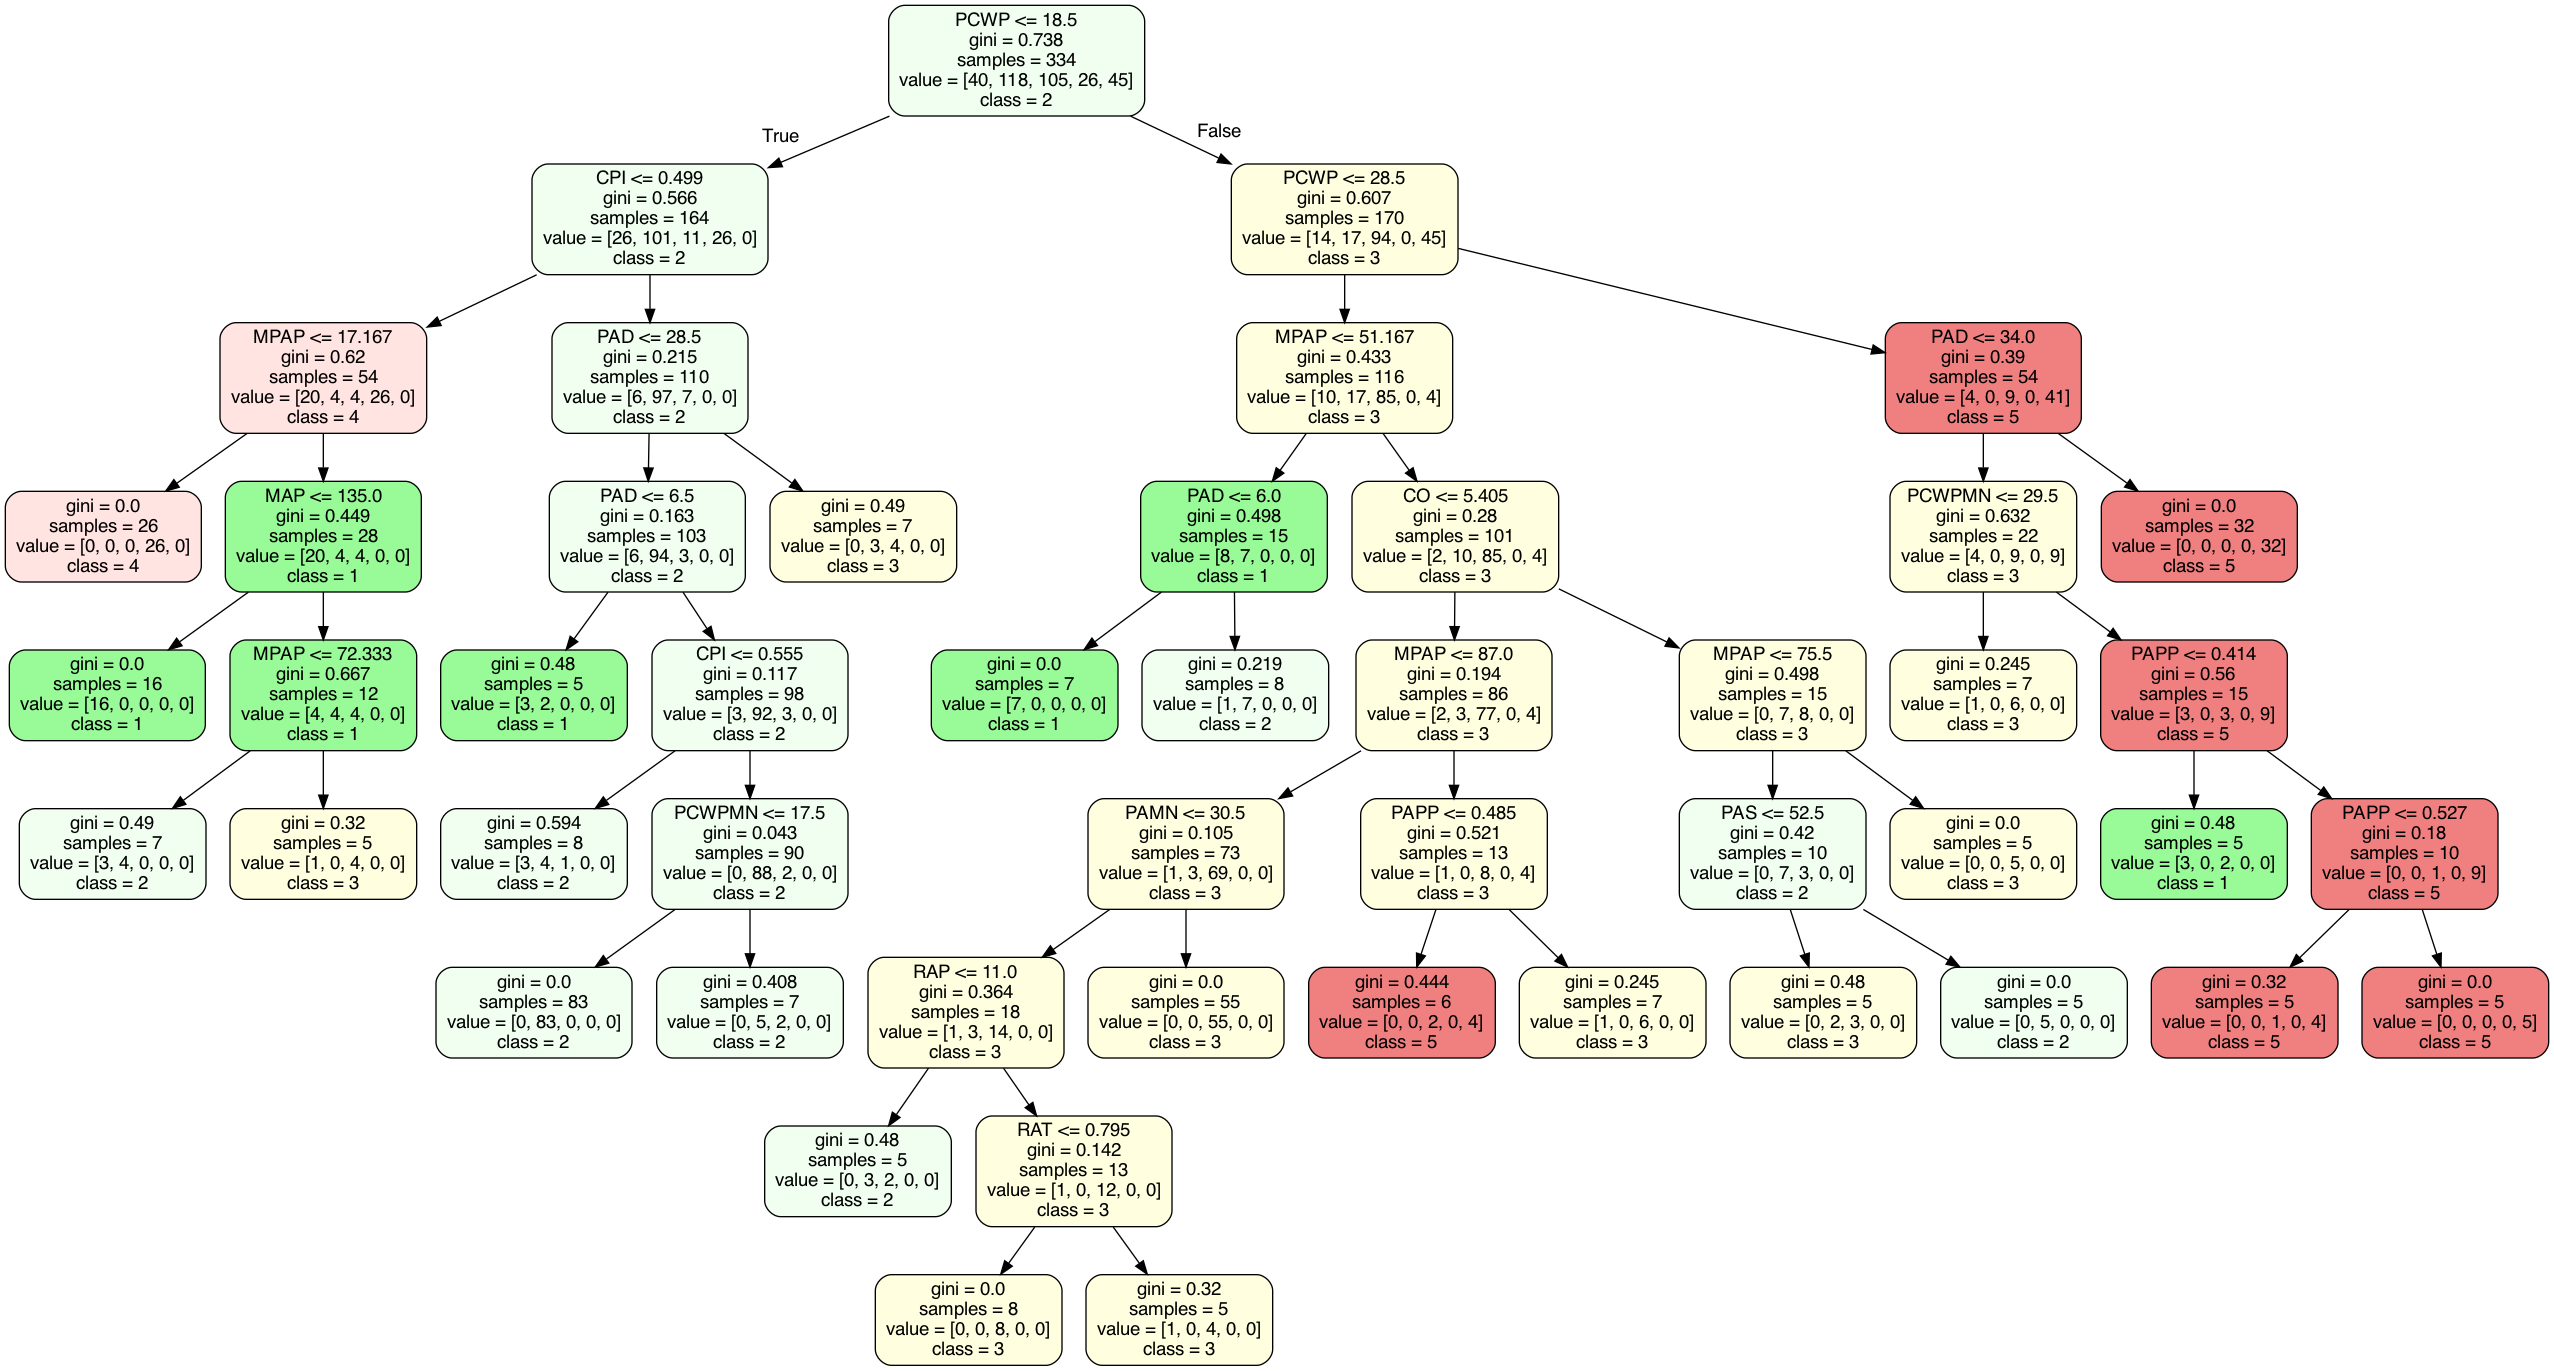 PCWP <= 18.5
gini = 0.738
samples = 334
value = [40, 118, 105, 26, 45]
class = 2
True
False
CPI <= 0.499
gini = 0.566
samples = 164
value = [26, 101, 11, 26, 0]
class = 2
PCWP <= 28.5
gini = 0.607
samples = 170
value = [14, 17, 94, 0, 45]
class = 3
MPAP <= 17.167
gini = 0.62
samples = 54
value = [20, 4, 4, 26, 0]
class = 4
PAD <= 28.5
gini = 0.215
samples = 110
value = [6, 97, 7, 0, 0]
class = 2
MPAP <= 51.167
gini = 0.433
samples = 116
value = [10, 17, 85, 0, 4]
class = 3
PAD <= 34.0
gini = 0.39
samples = 54
value = [4, 0, 9, 0, 41]
class = 5
gini = 0.0
samples = 26
value = [0, 0, 0, 26, 0]
class = 4
MAP <= 135.0
gini = 0.449
samples = 28
value = [20, 4, 4, 0, 0]
class = 1
PAD <= 6.5
gini = 0.163
samples = 103
value = [6, 94, 3, 0, 0]
class = 2
gini = 0.49
samples = 7
value = [0, 3, 4, 0, 0]
class = 3
PAD <= 6.0
gini = 0.498
samples = 15
value = [8, 7, 0, 0, 0]
class = 1
CO <= 5.405
gini = 0.28
samples = 101
value = [2, 10, 85, 0, 4]
class = 3
PCWPMN <= 29.5
gini = 0.632
samples = 22
value = [4, 0, 9, 0, 9]
class = 3
gini = 0.0
samples = 32
value = [0, 0, 0, 0, 32]
class = 5
gini = 0.0
samples = 16
value = [16, 0, 0, 0, 0]
class = 1
MPAP <= 72.333
gini = 0.667
samples = 12
value = [4, 4, 4, 0, 0]
class = 1
gini = 0.48
samples = 5
value = [3, 2, 0, 0, 0]
class = 1
CPI <= 0.555
gini = 0.117
samples = 98
value = [3, 92, 3, 0, 0]
class = 2
gini = 0.0
samples = 7
value = [7, 0, 0, 0, 0]
class = 1
gini = 0.219
samples = 8
value = [1, 7, 0, 0, 0]
class = 2
MPAP <= 87.0
gini = 0.194
samples = 86
value = [2, 3, 77, 0, 4]
class = 3
MPAP <= 75.5
gini = 0.498
samples = 15
value = [0, 7, 8, 0, 0]
class = 3
gini = 0.245
samples = 7
value = [1, 0, 6, 0, 0]
class = 3
PAPP <= 0.414
gini = 0.56
samples = 15
value = [3, 0, 3, 0, 9]
class = 5
gini = 0.49
samples = 7
value = [3, 4, 0, 0, 0]
class = 2
gini = 0.32
samples = 5
value = [1, 0, 4, 0, 0]
class = 3
gini = 0.594
samples = 8
value = [3, 4, 1, 0, 0]
class = 2
PCWPMN <= 17.5
gini = 0.043
samples = 90
value = [0, 88, 2, 0, 0]
class = 2
PAMN <= 30.5
gini = 0.105
samples = 73
value = [1, 3, 69, 0, 0]
class = 3
PAPP <= 0.485
gini = 0.521
samples = 13
value = [1, 0, 8, 0, 4]
class = 3
PAS <= 52.5
gini = 0.42
samples = 10
value = [0, 7, 3, 0, 0]
class = 2
gini = 0.0
samples = 5
value = [0, 0, 5, 0, 0]
class = 3
gini = 0.48
samples = 5
value = [3, 0, 2, 0, 0]
class = 1
PAPP <= 0.527
gini = 0.18
samples = 10
value = [0, 0, 1, 0, 9]
class = 5
gini = 0.0
samples = 83
value = [0, 83, 0, 0, 0]
class = 2
gini = 0.408
samples = 7
value = [0, 5, 2, 0, 0]
class = 2
RAP <= 11.0
gini = 0.364
samples = 18
value = [1, 3, 14, 0, 0]
class = 3
gini = 0.0
samples = 55
value = [0, 0, 55, 0, 0]
class = 3
gini = 0.444
samples = 6
value = [0, 0, 2, 0, 4]
class = 5
gini = 0.245
samples = 7
value = [1, 0, 6, 0, 0]
class = 3
gini = 0.48
samples = 5
value = [0, 2, 3, 0, 0]
class = 3
gini = 0.0
samples = 5
value = [0, 5, 0, 0, 0]
class = 2
gini = 0.32
samples = 5
value = [0, 0, 1, 0, 4]
class = 5
gini = 0.0
samples = 5
value = [0, 0, 0, 0, 5]
class = 5
gini = 0.48
samples = 5
value = [0, 3, 2, 0, 0]
class = 2
RAT <= 0.795
gini = 0.142
samples = 13
value = [1, 0, 12, 0, 0]
class = 3
gini = 0.0
samples = 8
value = [0, 0, 8, 0, 0]
class = 3
gini = 0.32
samples = 5
value = [1, 0, 4, 0, 0]
class = 3